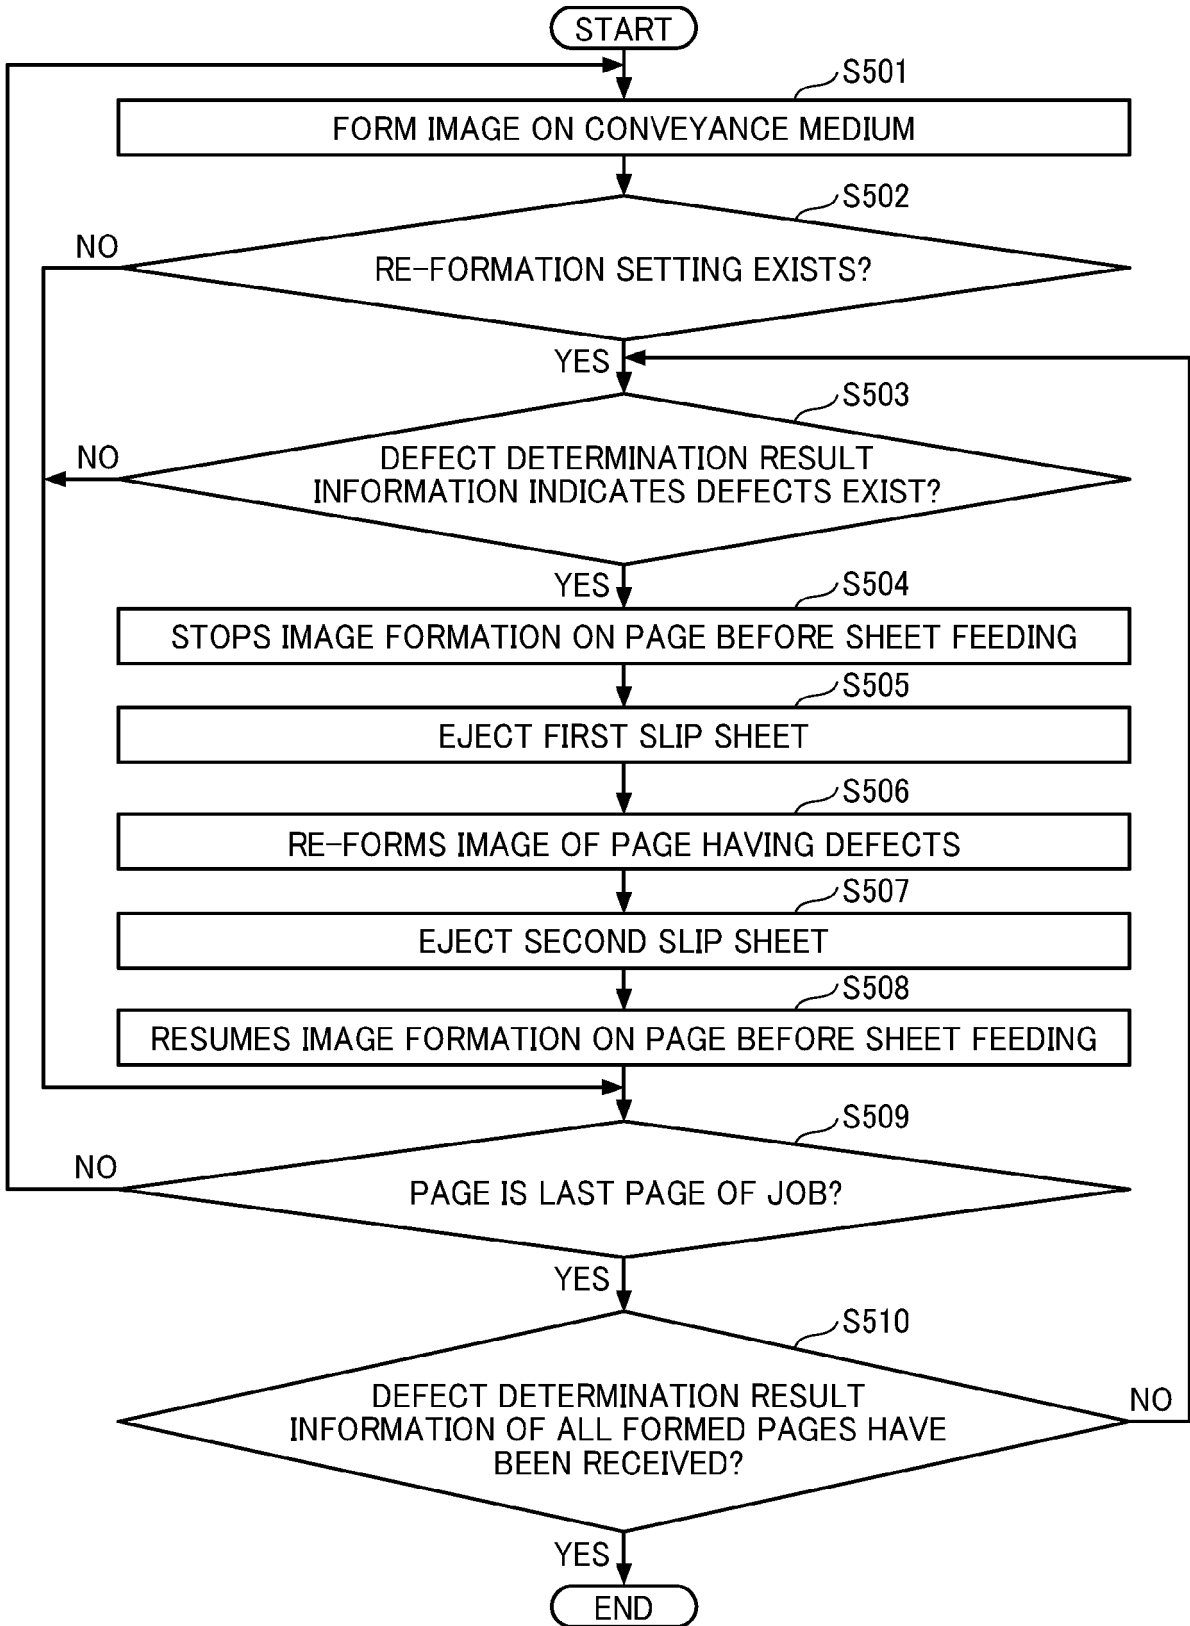 START
S501
FORM IMAGE ON CONVEYANCE MEDIUM
S502
NO
RE-FORMATION SETTING EXISTS?
YES
S503
NO
DEFECT DETERMINATION RESULT
INFORMATION INDICATES DEFECTS EXIST?
YES
S504
STOPS IMAGE FORMATION ON PAGE BEFORE SHEET FEEDING
S505
EJECT FIRST SLIP SHEET
S506
RE-FORMS IMAGE OF PAGE HAVING DEFECTS
S507
EJECT SECOND SLIP SHEET
S508
RESUMES IMAGE FORMATION ON PAGE BEFORE SHEET FEEDING
S509
NO
PAGE IS LAST PAGE OF JOB?
YES
S510
DEFECT DETERMINATION RESULT
INFORMATION OF ALL FORMED PAGES HAVE
BEEN RECEIVED?
NO
YES
END